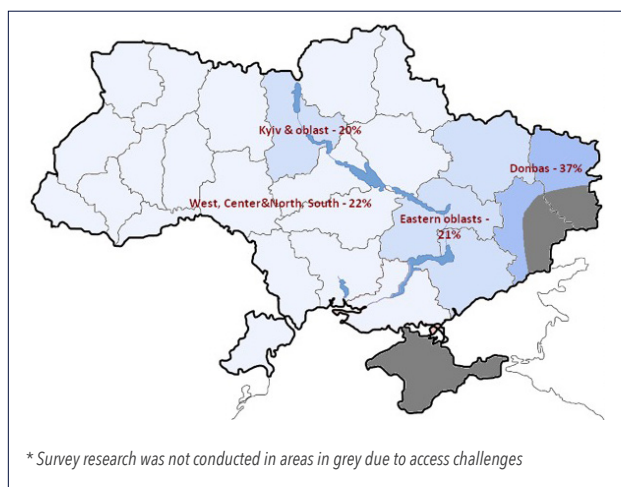 Kyiv & oblast - 20%
Donbas - 37%
West, Center&North, South - 22%
Eastern oblasts -
21%
* Survey research was not conducted in areas in grey due to access challenges